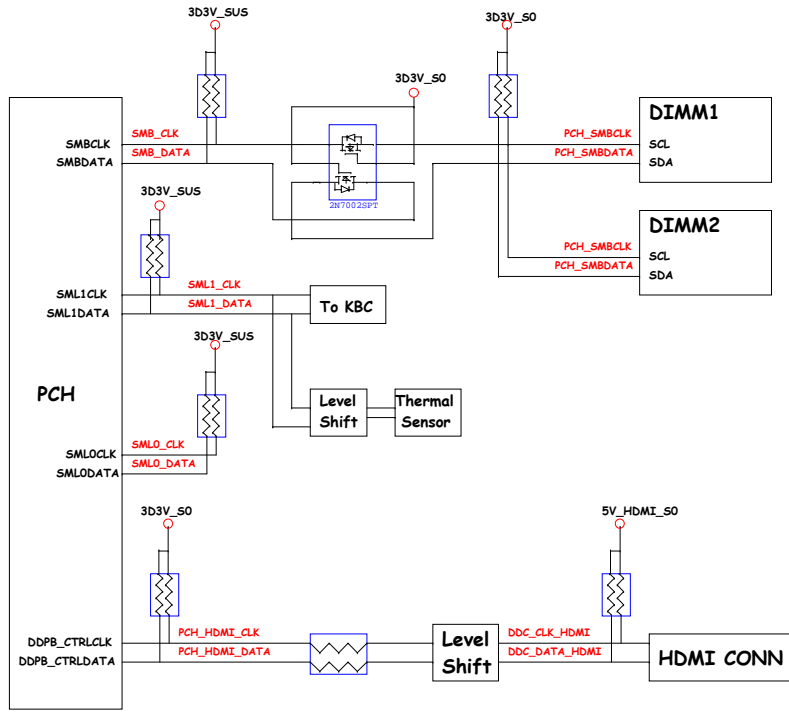 3D3V_SUS
3D3V_S0
3D3V_S0
DIMM1
SMB_CLK
PCH_SMBCLK
SMBCLK
SCL
SMB_DATA
PCH_SMBDATA
SMBDATA
SDA
2N7002SPT
3D3V_SUS
DIMM2
PCH_SMBCLK
SCL
PCH_SMBDATA
SDA
SML1_CLK
SML1CLK
SML1_DATA
SML1DATA
To KBC
3D3V_SUS
PCH
Level
Shift
Thermal
Sensor
SML0_CLK
SML0CLK
SML0_DATA
SML0DATA
3D3V_S0
5V_HDMI_S0
PCH_HDMI_CLK
DDC_CLK_HDMI
DDPB_CTRLCLK
PCH_HDMI_DATA
DDC_DATA_HDMI
DDPB_CTRLDATA
Level
Shift
HDMI CONN